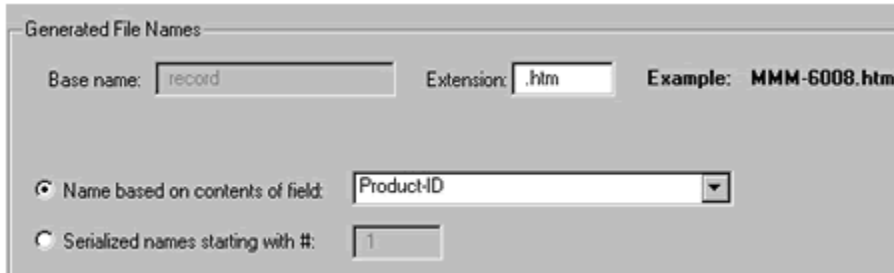 Generated File Names
Base name: record Extension: .htm Example: MMM-6008.htm
Name based on contents of field: Product-ID
Serialized names starting with #: 1